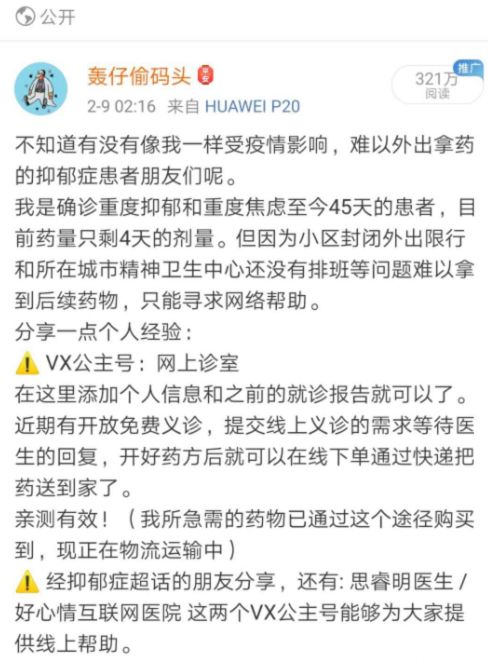 公开
推广
轰仔偷码头
321万
阅读
2-9 02:16 来自 HUAWEI P20
不知道有没有像我一样受疫情影响，难以外出拿药
的抑郁症患者朋友们呢。
我是确诊重度抑郁和重度焦虑至今45天的患者，目
前药量只剩4天的剂量。但因为小区封闭外出限行
和所在城市精神卫生中心还没有排班等问题难以拿
到后续药物，只能寻求网络帮助。
分享一点个人经验：
⚠️ VX公主号：网上诊室
在这里添加个人信息和之前的就诊报告就可以了。
近期有开放免费义诊，提交线上义诊的需求等待医
生的回复，开好药方后就可以在线下单通过快递把
药送到家了。
亲测有效！（我所急需的药物已通过这个途径购买
到，现正在物流运输中）
⚠️ 经抑郁症超话的朋友分享，还有: 思睿明医生 /
好心情互联网医院 这两个VX公主号能够为大家提
供线上帮助。